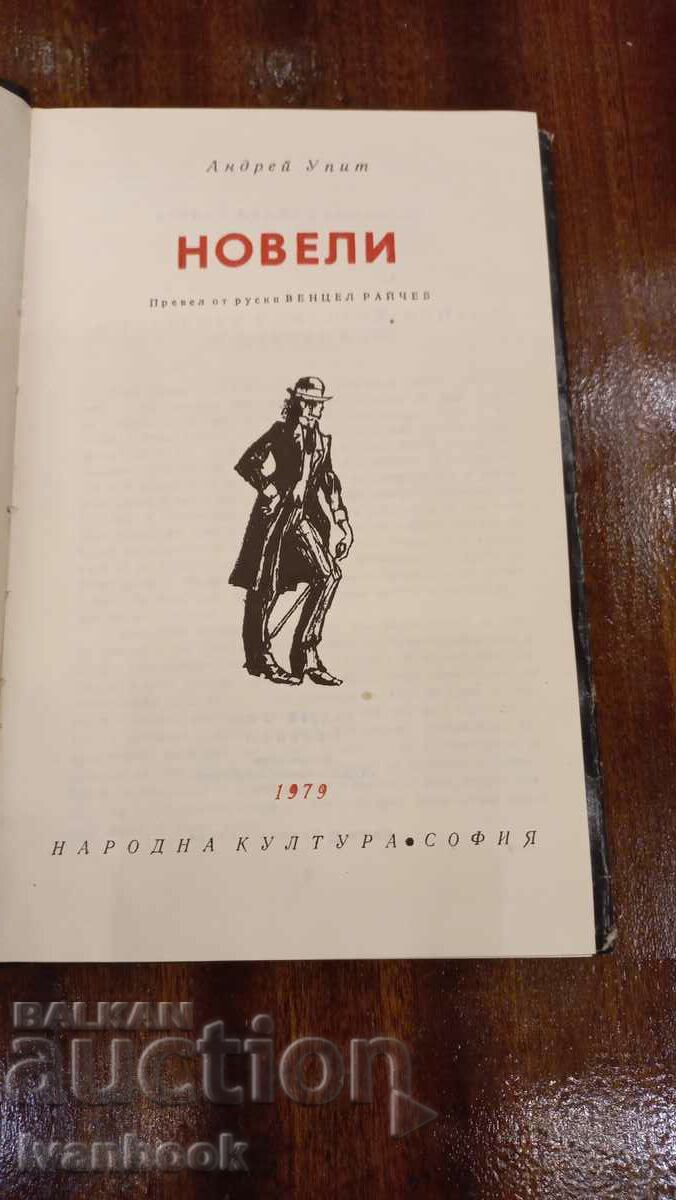 Андрей Упит
НОВЕЛИ
Превел от руски ВЕНЦЕЛ РАЙЧЕВ
1979
НАРОДНА КУЛТУРА • СОФИЯ
BALKAN
auction
Ivanbook